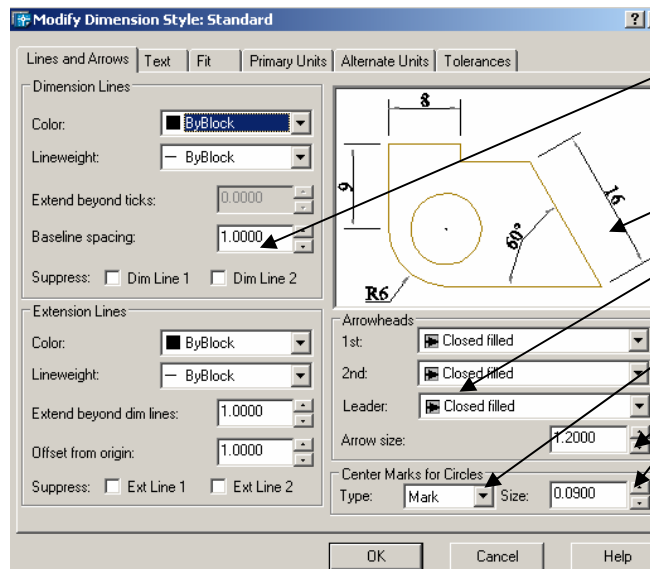 Modify Dimension Style: Standard
?
Lines and Arrows Text Fit Primary Units Alternate Units Tolerances
Dimension Lines
Color: ByBlock
Lineweight: ByBlock
Extend beyond ticks: 0.0000
Baseline spacing: 1.0000
Suppress: Dim Line 1 Dim Line 2
8
9
16
60°
R6
Extension Lines
Color: ByBlock
Lineweight: ByBlock
Extend beyond dim lines: 1.0000
Offset from origin: 1.0000
Suppress: Ext Line 1 Ext Line 2
Arrowheads
1st: Closed filled
2nd: Closed filled
Leader: Closed filled
Arrow size: 1.2000
Center Marks for Circles
Type: Mark Size: 0.0900
OK Cancel Help